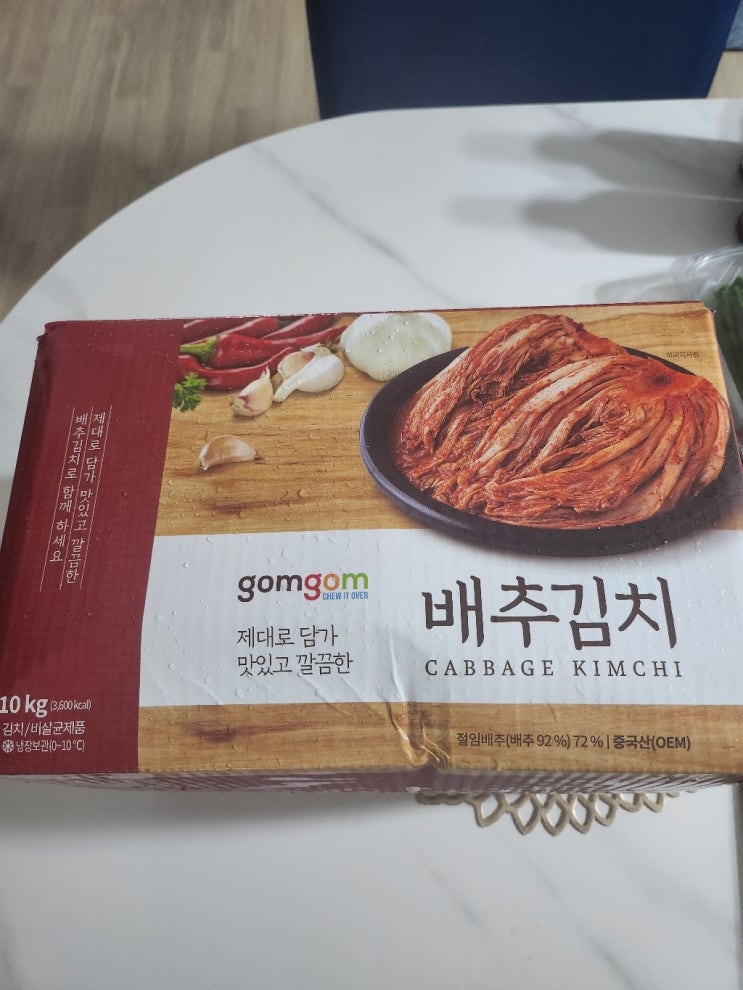 이미지사진
제대로 담가 맛있고 깔끔한
배추김치로 함께 하세요
gomgom
CHEW IT OVER
제대로 담가
맛있고 깔끔한
배추김치
CABBAGE KIMCHI
10 kg (3,600 kcal)
김치/비살균제품
냉장보관(0~10℃)
절임배추(배추 92 %) 72 % | 중국산(OEM)